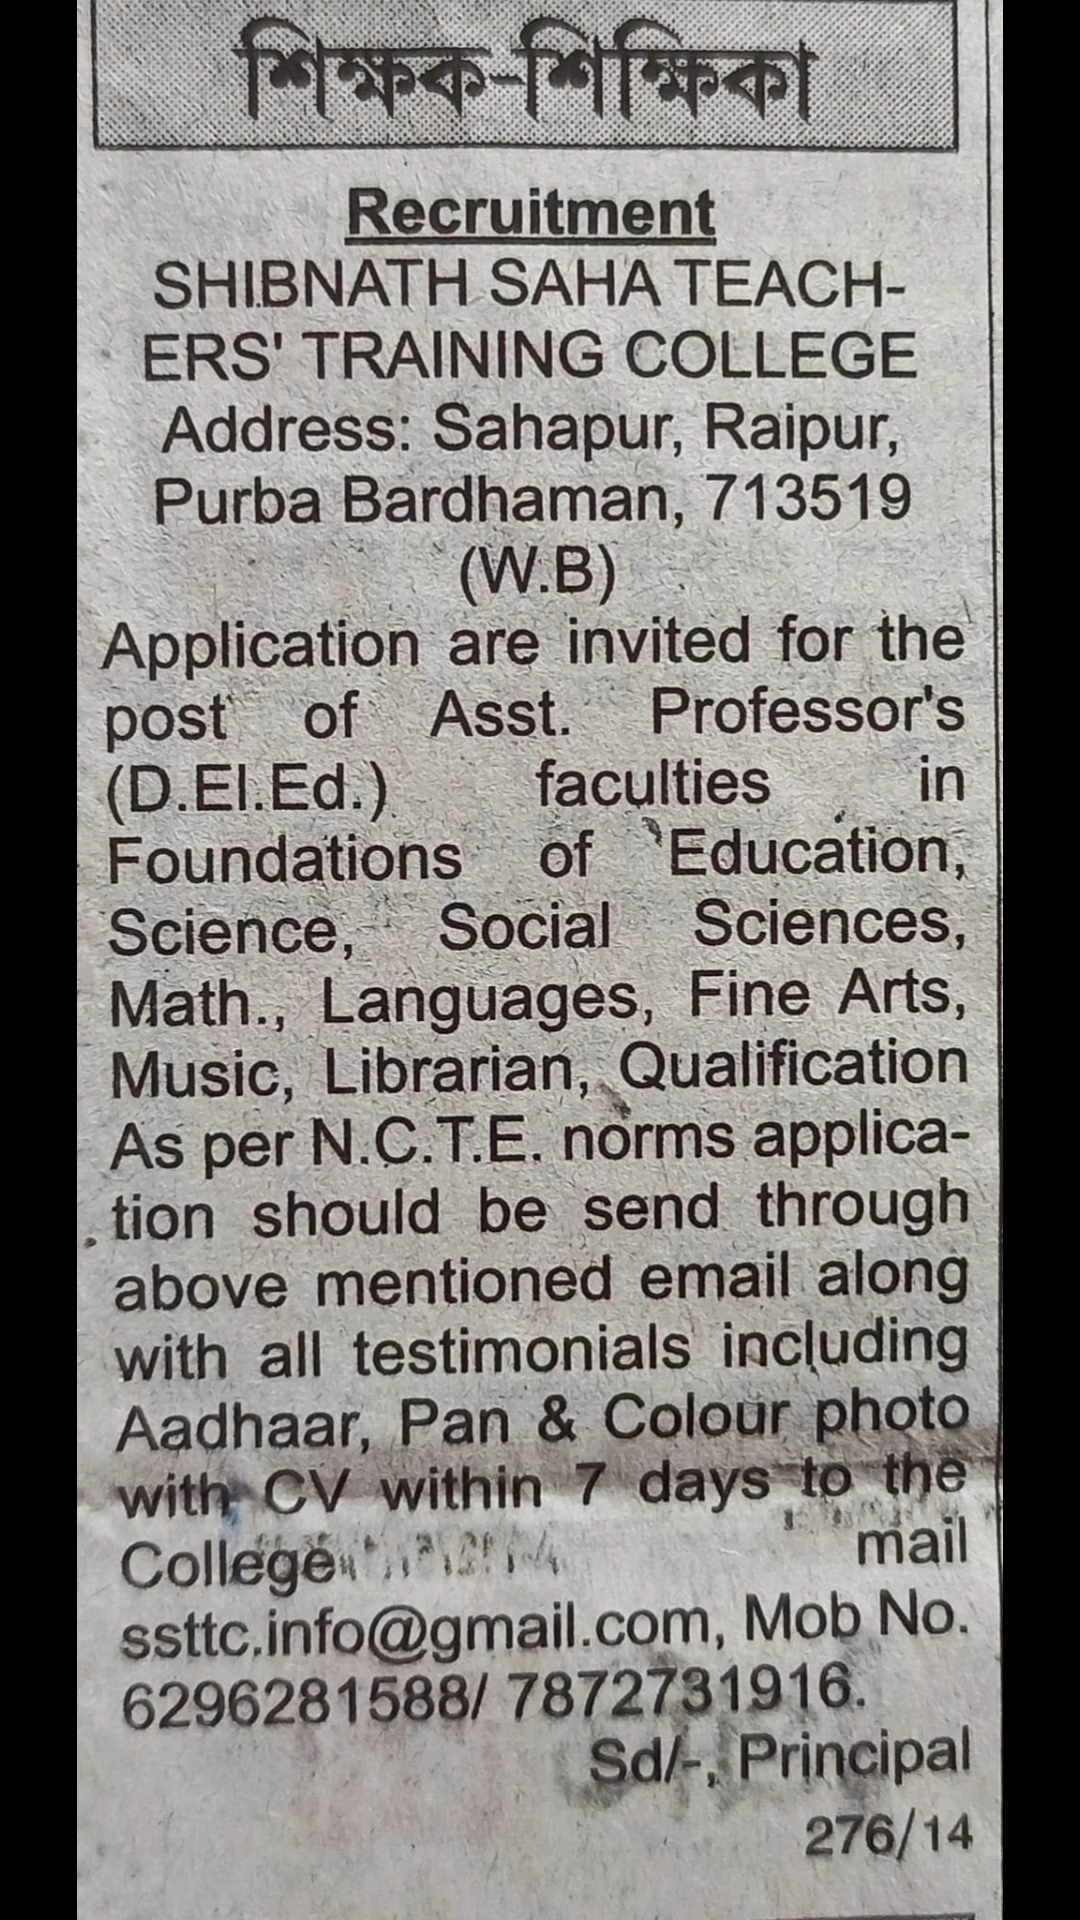 শিক্ষক-শিক্ষিকা
Recruitment
SHIBNATH SAHA TEACH-
ERS' TRAINING COLLEGE
Address: Sahapur, Raipur,
Purba Bardhaman, 713519
(W.B)
Application are invited for the
post of Asst. Professor's
(D.El.Ed.) faculties in
Foundations of Education,
Science, Social Sciences,
Math., Languages, Fine Arts,
Music, Librarian, Qualification
As per N.C.T.E. norms applica-
tion should be send through
above mentioned email along
with all testimonials including
Aadhaar, Pan & Colour photo
with CV within 7 days to the
College mail
ssttc.info@gmail.com, Mob No.
6296281588/ 7872731916.
Sd/-, Principal
276/14